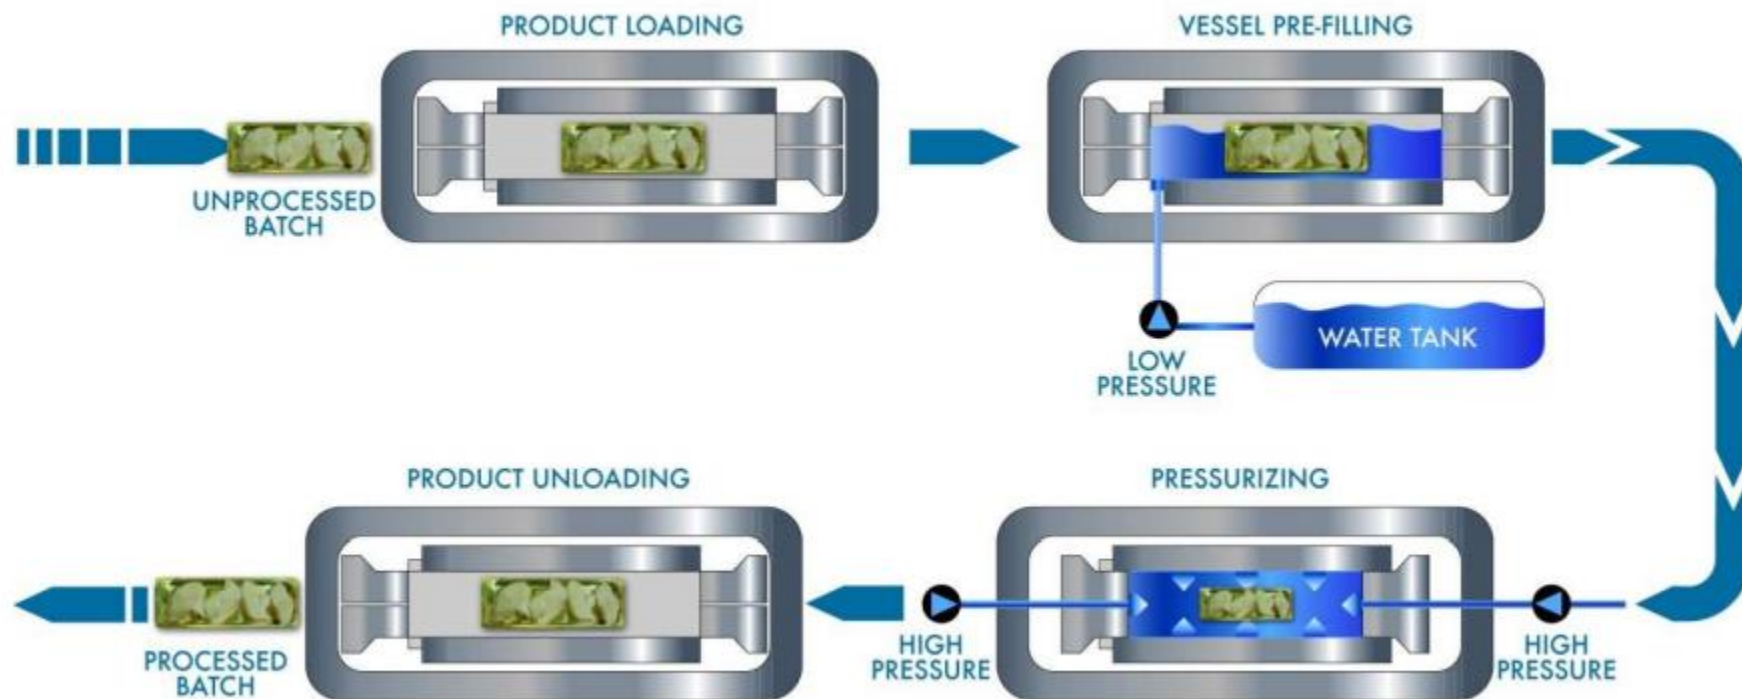 PRODUCT LOADING
VESSEL PRE-FILLING
UNPROCESSED
BATCH
WATER TANK
LOW
PRESSURE
PRODUCT UNLOADING
PRESSURIZING
HIGH
PRESSURE
HIGH
PRESSURE
PROCESSED
BATCH